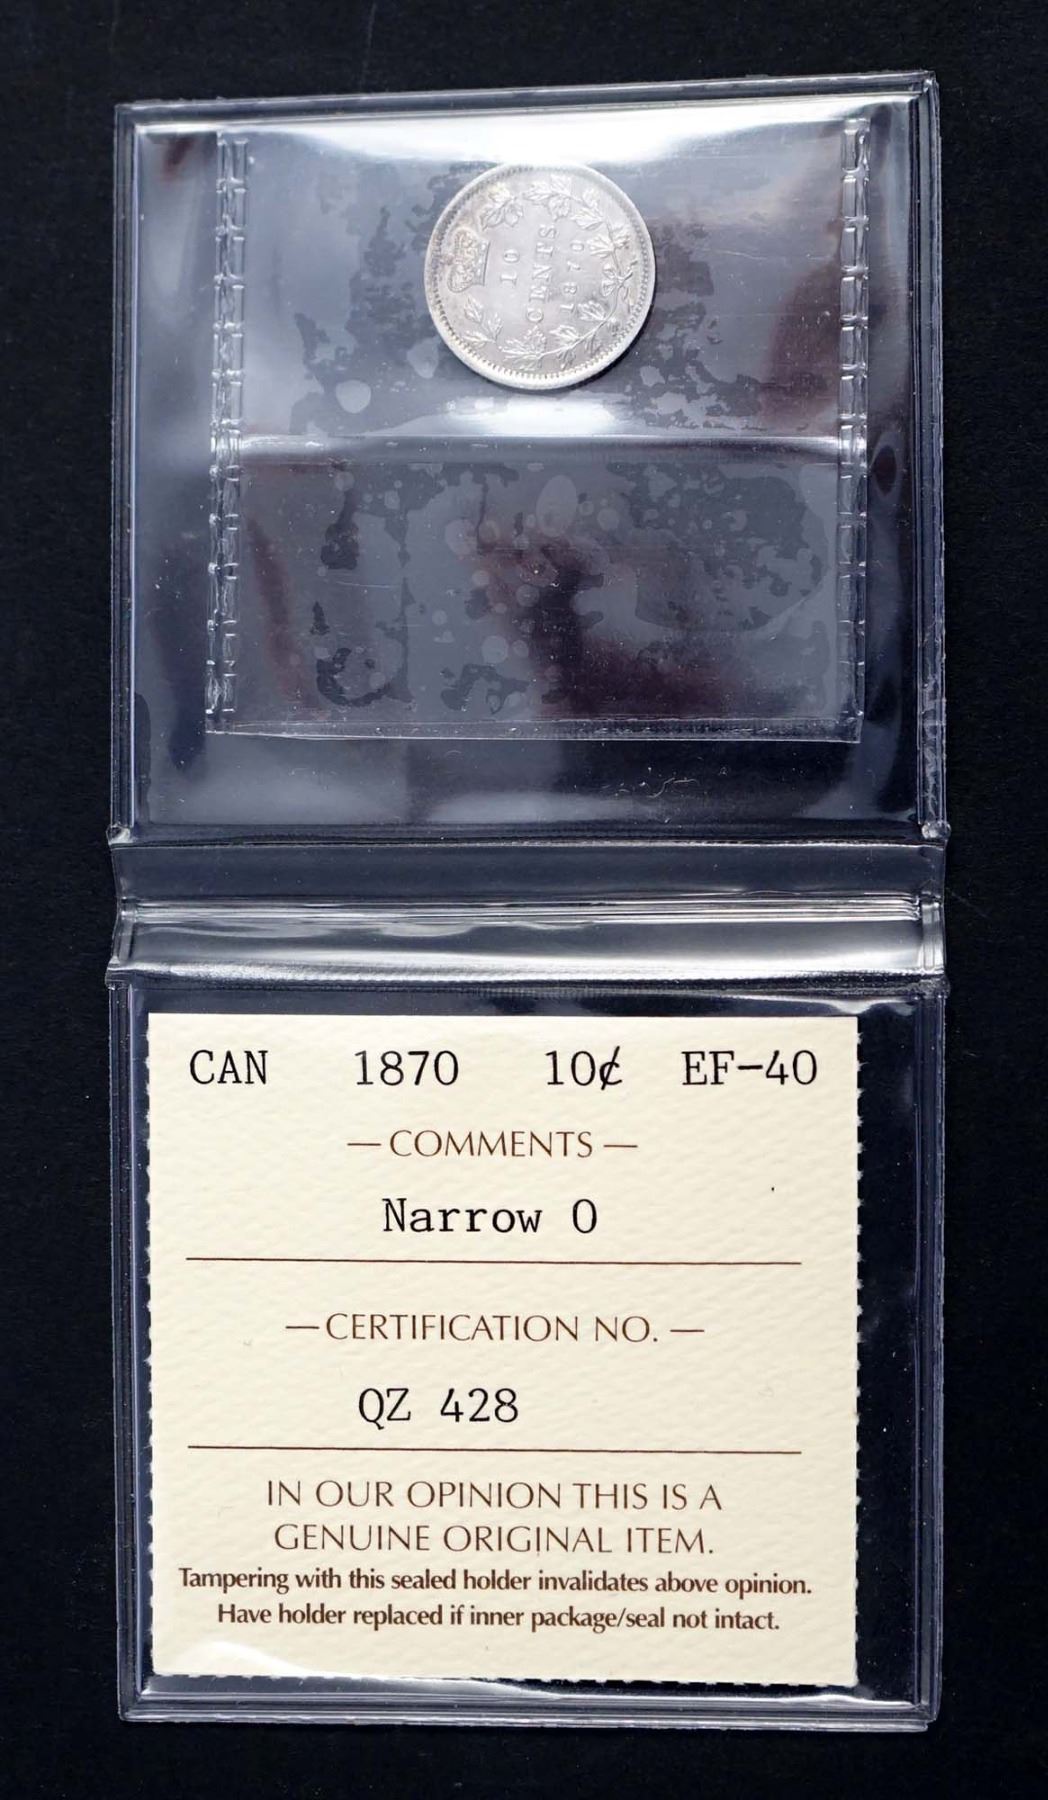 10
CENTS
1870
CAN 1870 10¢ EF-40
— COMMENTS —
Narrow 0
— CERTIFICATION NO. —
QZ 428
IN OUR OPINION THIS IS A
GENUINE ORIGINAL ITEM.
Tampering with this sealed holder invalidates above opinion.
Have holder replaced if inner package/seal not intact.